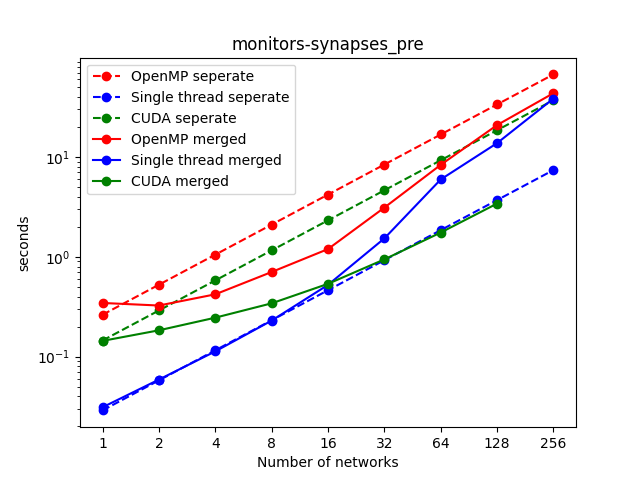 monitors-synapses_pre
OpenMP seperate
Single thread seperate
CUDA seperate
OpenMP merged
Single thread merged
CUDA merged
10¹
10⁰
10⁻¹
seconds
1 2 4 8 16 32 64 128 256
Number of networks